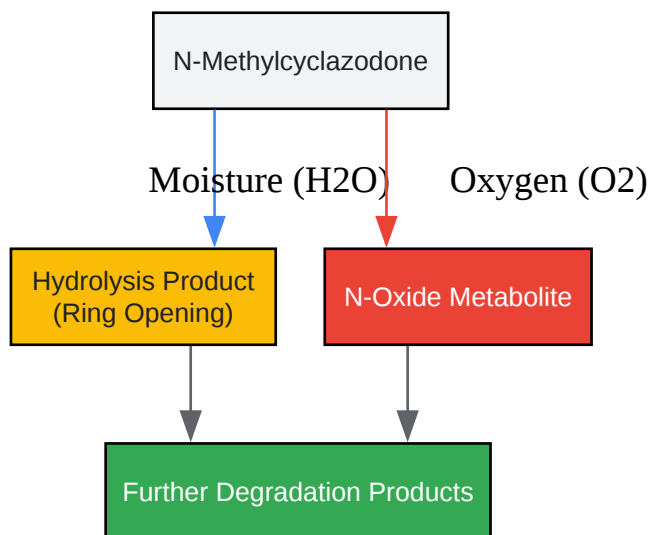 N-Methylcyclazodone
Moisture (H2O)
Oxygen (O2)
Hydrolysis Product
(Ring Opening)
N-Oxide Metabolite
Further Degradation Products